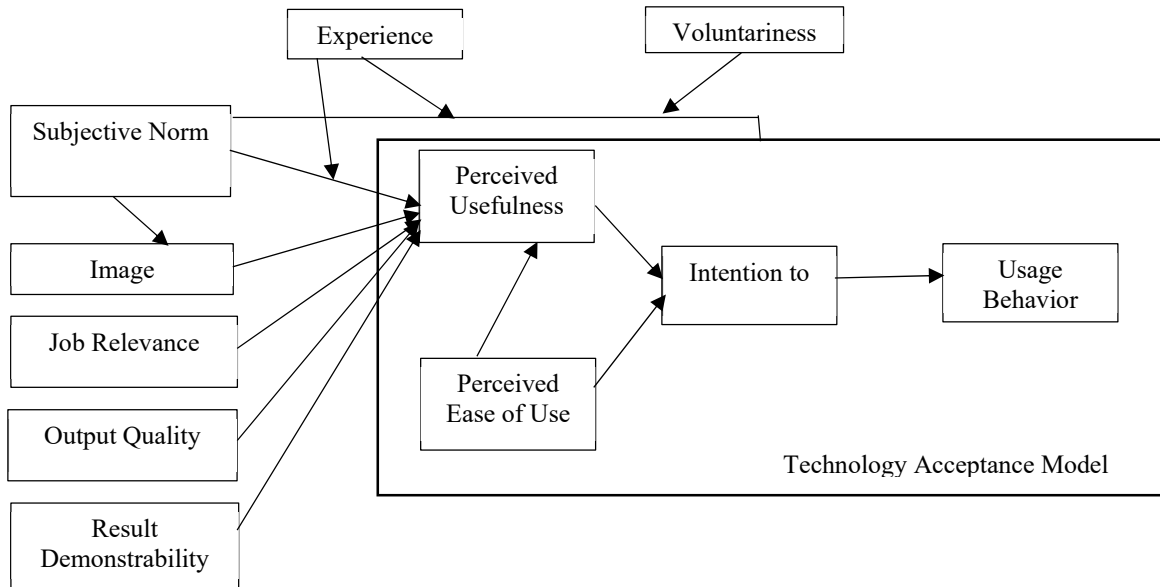 Experience
Voluntariness
Subjective Norm
Perceived
Usefulness
Image
Intention to
Usage
Behavior
Job Relevance
Perceived
Ease of Use
Output Quality
Technology Acceptance Model
Result
Demonstrability